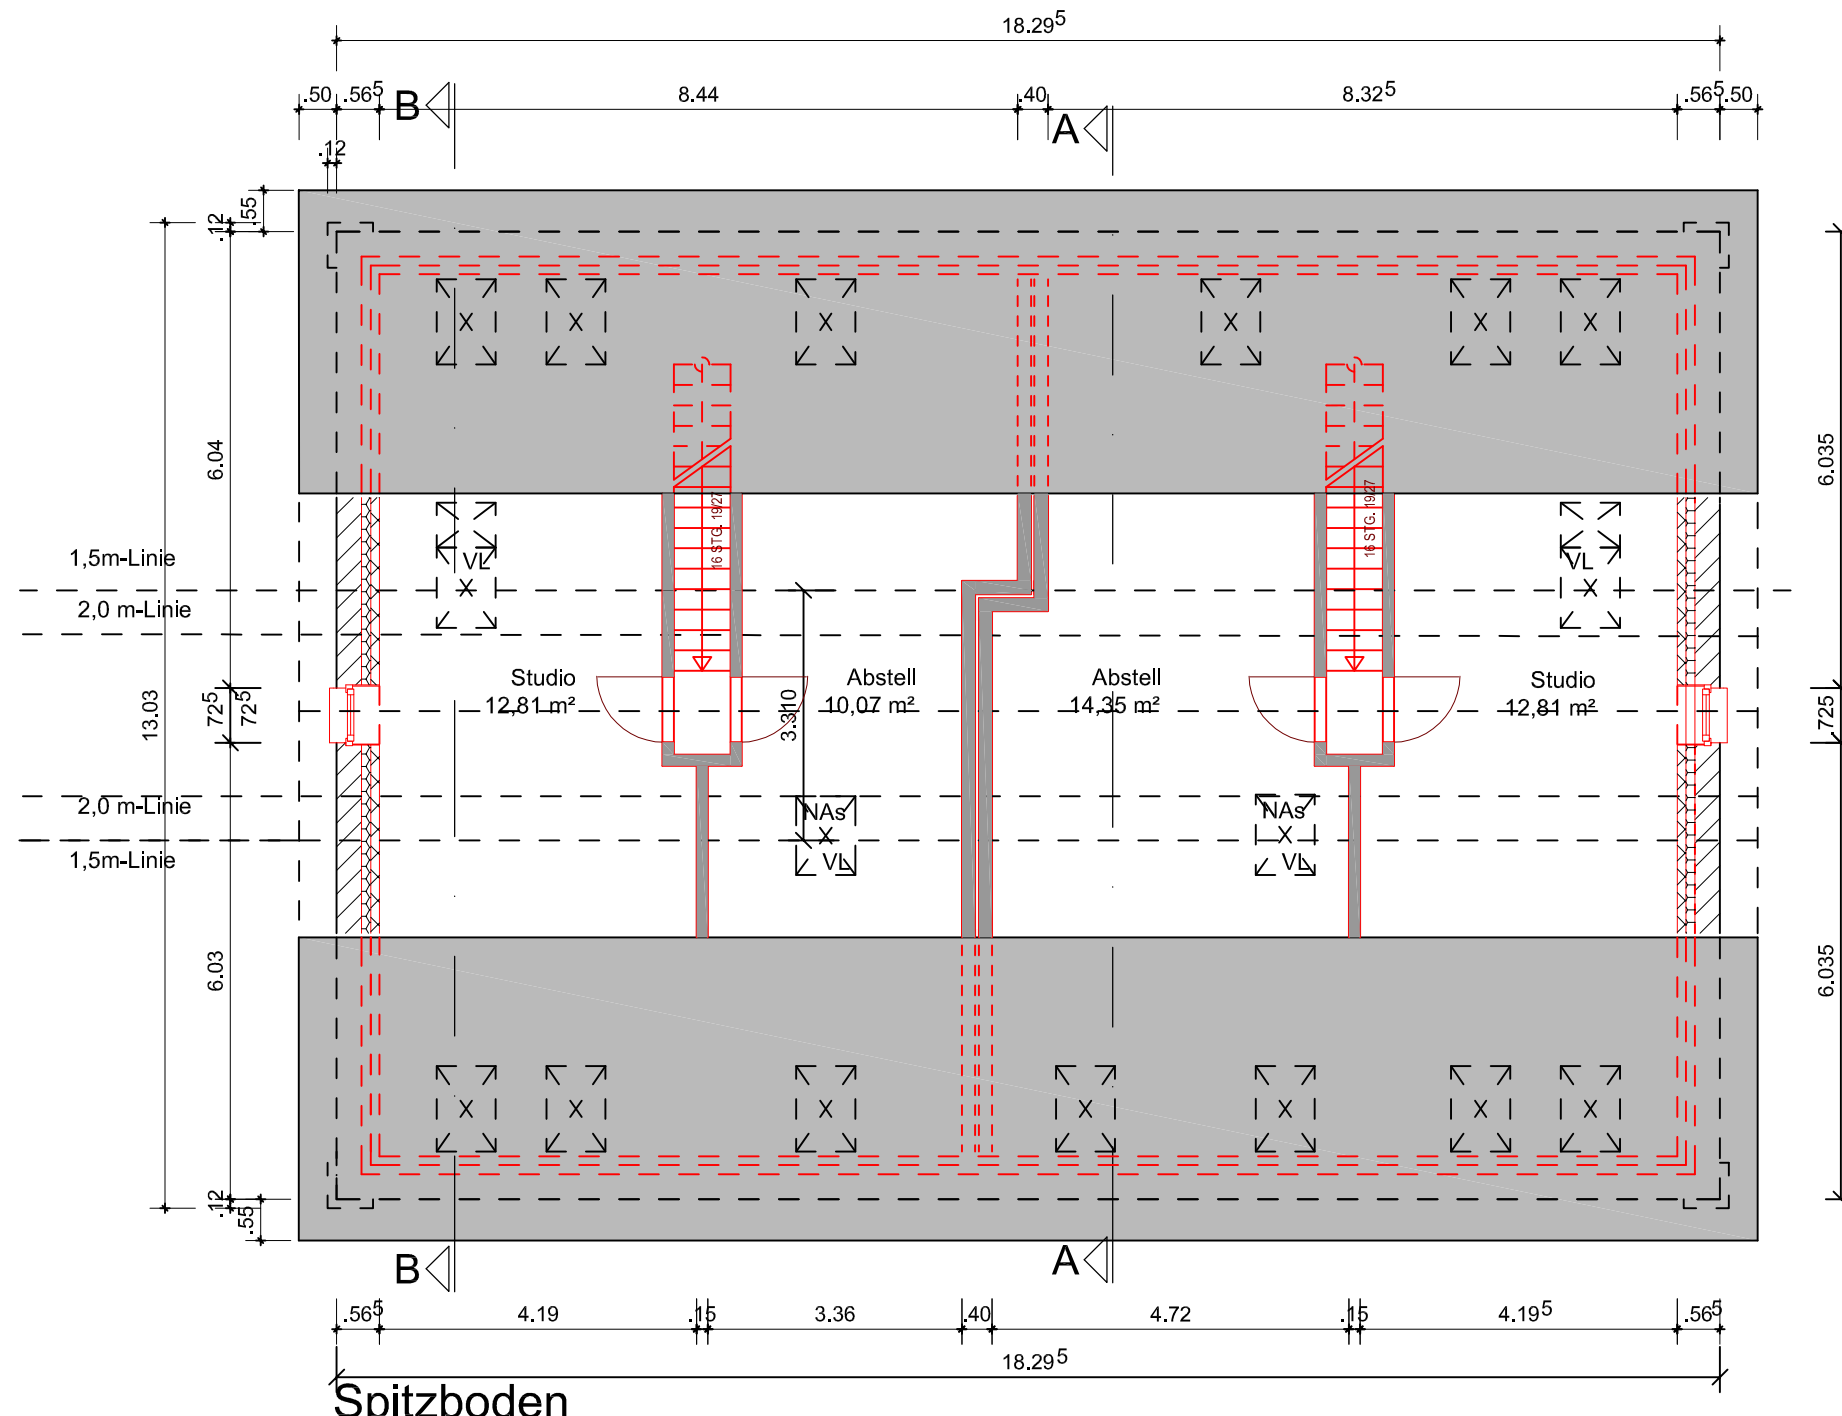 18.29⁵
.50 .56⁵ 8.44 .40 8.32⁵ .56⁵ .50
B
A
.12
.55
.12
6.04
6.035
16 STG. 19/27
16 STG. 19/27
1,5m-Linie
VL
VL
2,0 m-Linie
Studio
12,81 m²
Abstell
10,07 m²
Abstell
14,35 m²
Studio
12,81 m²
13.03
725
725
3.310
725
2,0 m-Linie
NAs
VL
NAs
VL
1,5m-Linie
6.03
6.035
.12
.55
B
A
.56⁵ 4.19 .15 3.36 .40 4.72 .15 4.19⁵ .56⁵
18.29⁵
Spitzboden